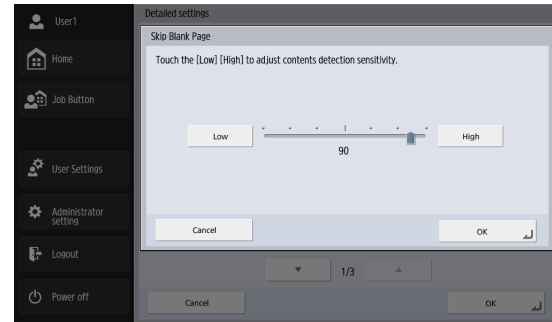 User1
Home
Job Button
User Settings
Administrator
setting
Logout
Power off
Detailed settings
Skip Blank Page
Touch the [Low] [High] to adjust contents detection sensitivity.
Low
High
90
Cancel
OK
1/3
Cancel
OK